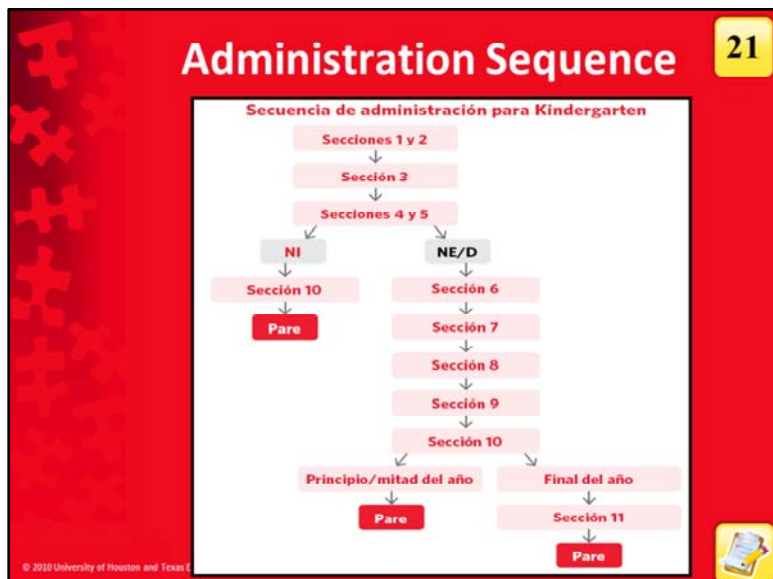 Administration Sequence
21
Secuencia de administración para Kindergarten
Secciones 1 y 2
Sección 3
Secciones 4 y 5
NI
NE/D
Sección 10
Sección 6
Pare
Sección 7
Sección 8
Sección 9
Sección 10
Principio/mitad del año
Final del año
Pare
Sección 11
Pare
© 2010 University of Houston and Texas